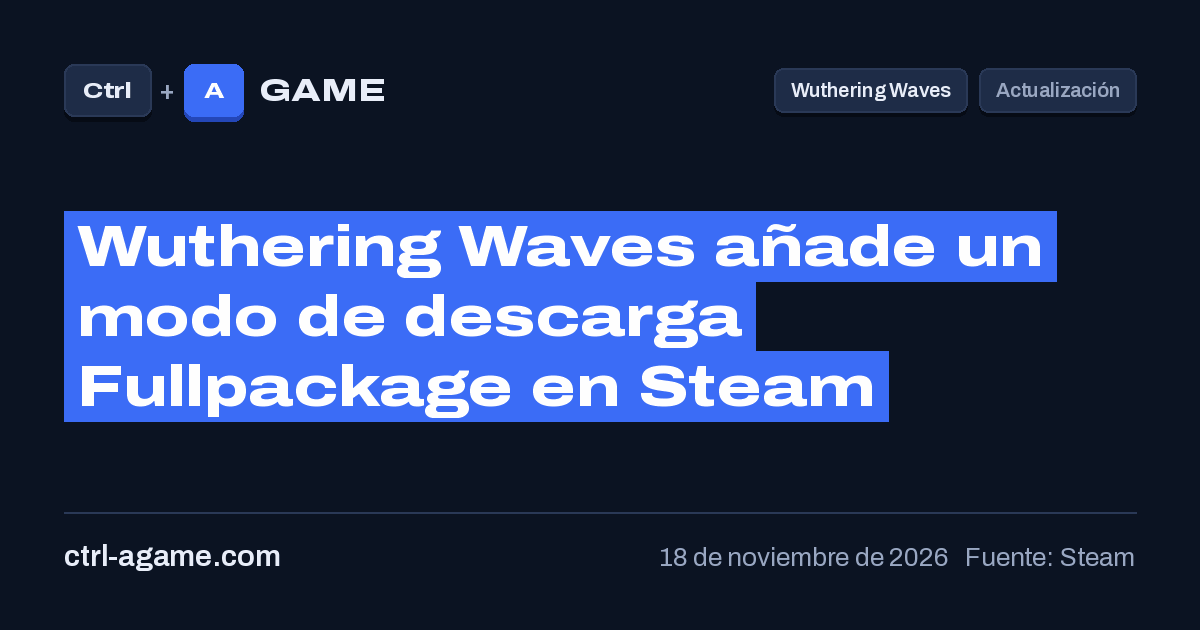 Ctrl + A GAME
Wuthering Waves
Actualización
Wuthering Waves añade un
modo de descarga
Fullpackage en Steam
ctrl-agame.com
18 de noviembre de 2026 Fuente: Steam